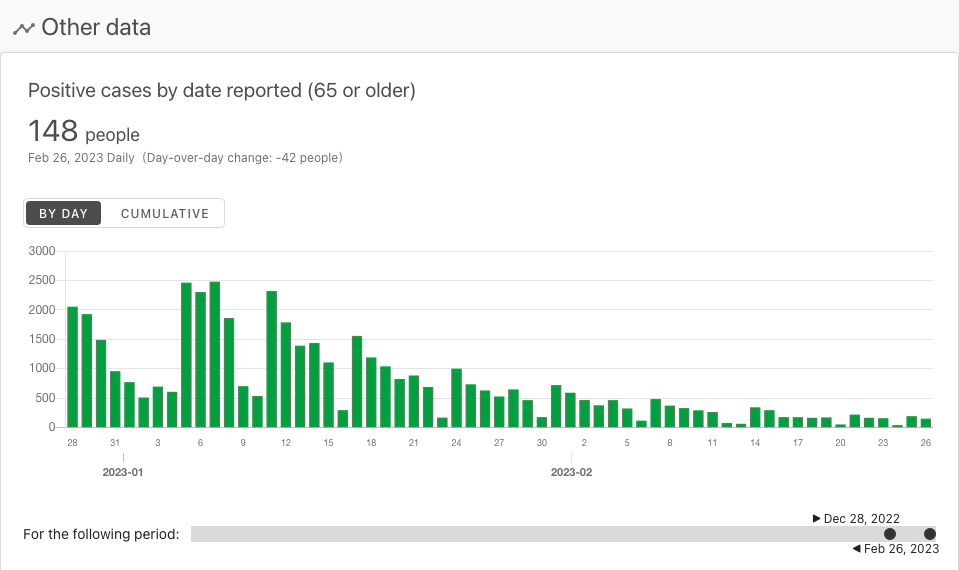 Other data
Positive cases by date reported (65 or older)
148 people
Feb 26, 2023 Daily (Day-over-day change: -42 people)
BY DAY CUMULATIVE
3000
2500
2000
1500
1000
500
0
28 31 3 6 9 12 15 18 21 24 27 30 2 5 8 11 14 17 20 23 26
2023-01 2023-02
▶ Dec 28, 2022
For the following period:
◀ Feb 26, 2023